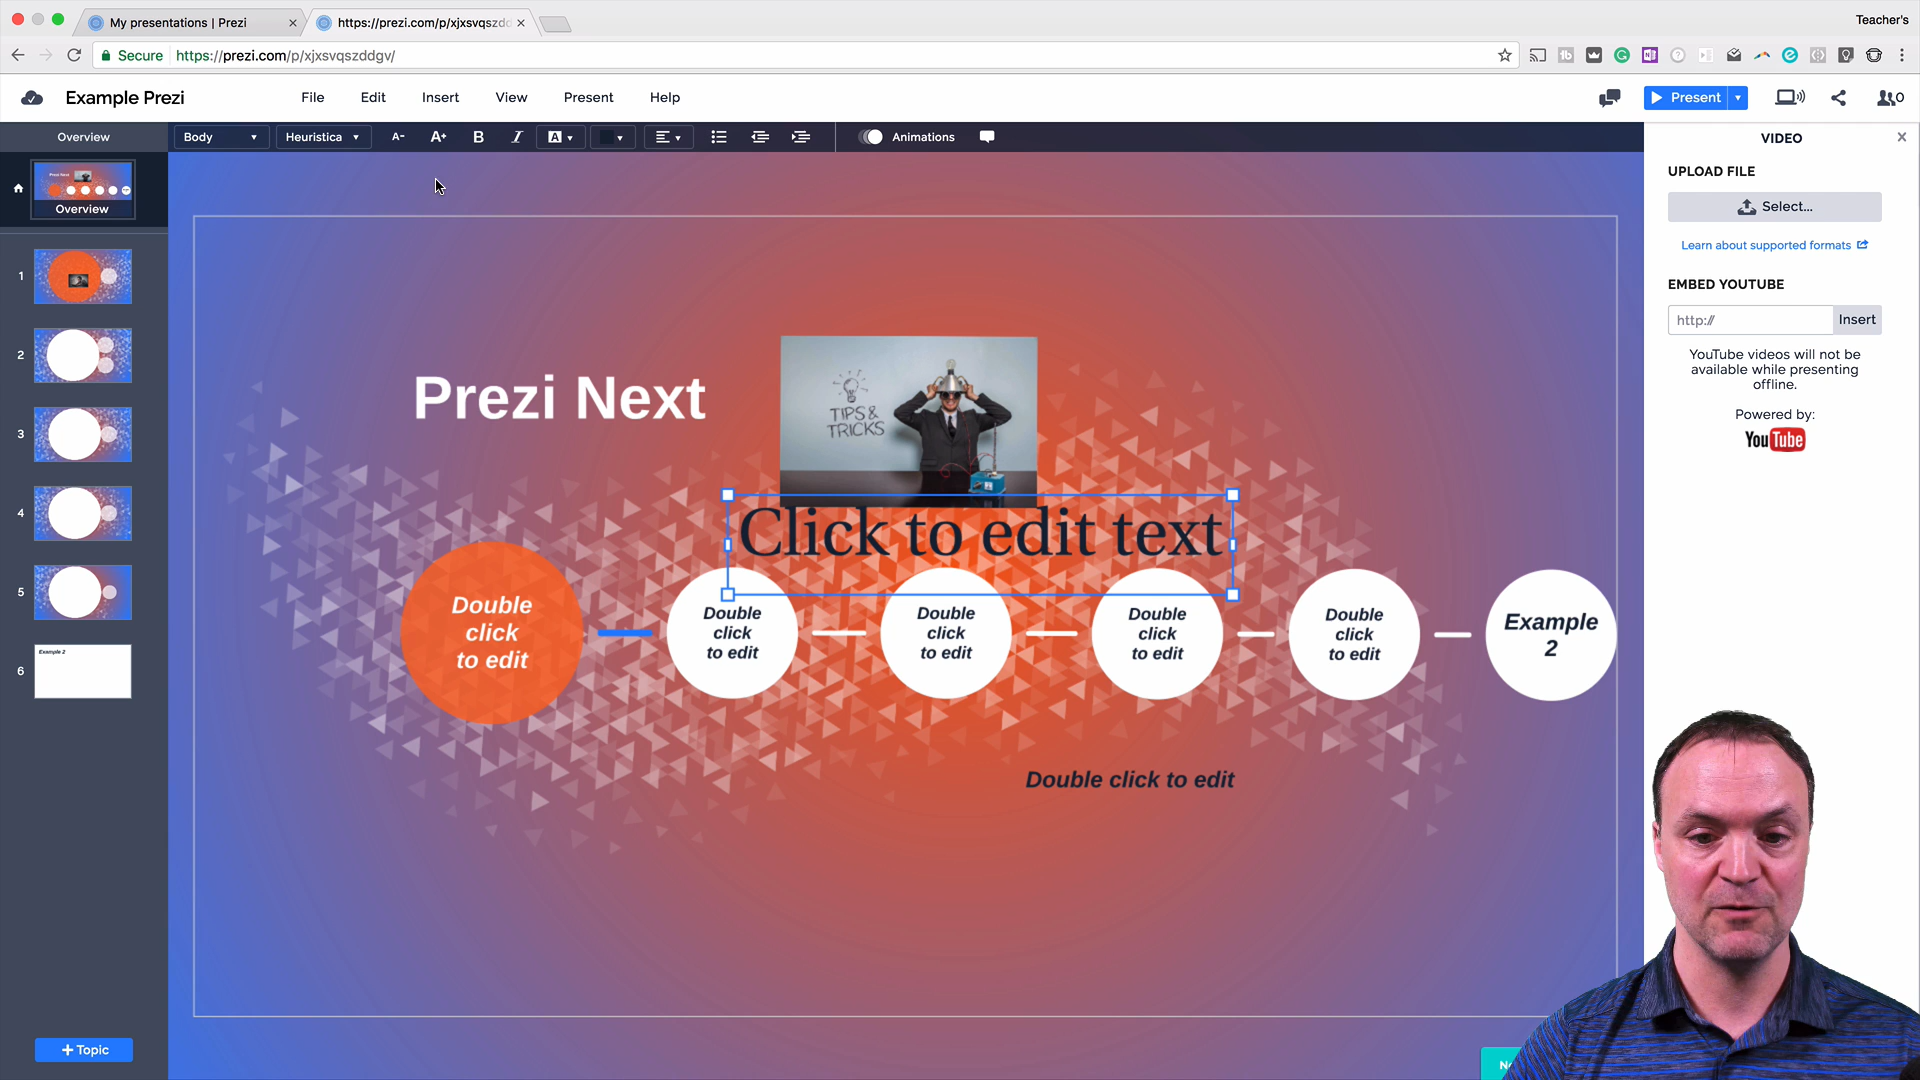 My presentations | Prezi
https://prezi.com/p/xjxsvqszdd
Teacher's
Secure https://prezi.com/p/xjxsvqszddgv/
Example Prezi
File Edit Insert View Present Help
Present
0
Overview
Body Heuristica A- A+ B I A Animations
VIDEO
UPLOAD FILE
Select...
Learn about supported formats
EMBED YOUTUBE
http:// Insert
YouTube videos will not be
available while presenting
offline.
Powered by:
YouTube
Prezi Next
Overview
1
2
3
4
5
6
Example 2
+ Topic
Prezi Next
TIPS &
TRICKS
Click to edit text
Double
click
to edit
Double
click
to edit
Double
click
to edit
Double
click
to edit
Double
click
to edit
Example
2
Double click to edit